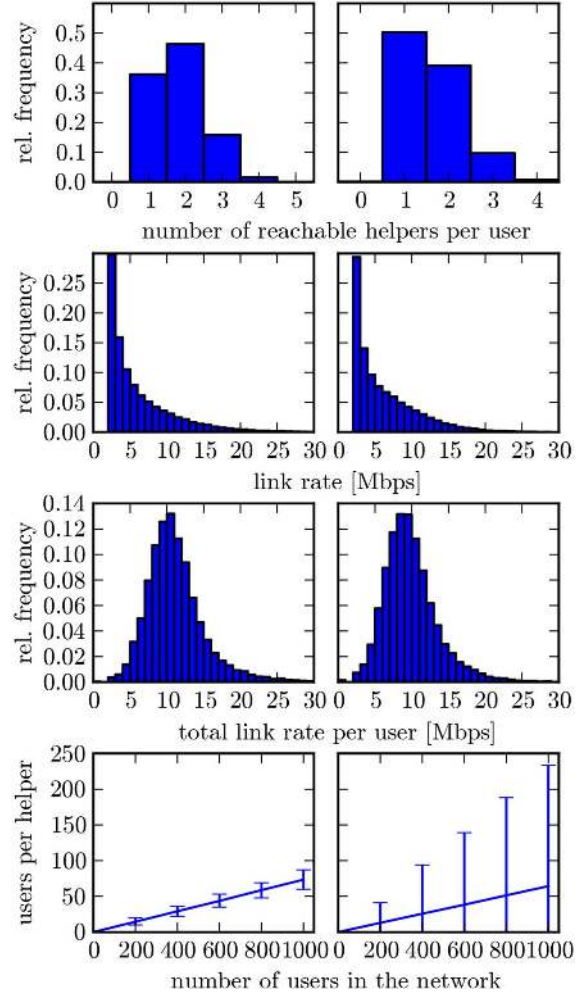 rel. frequency
0.5
0.4
0.3
0.2
0.1
0.0
0 1 2 3 4 5
0 1 2 3 4
number of reachable helpers per user
rel. frequency
0.25
0.20
0.15
0.10
0.05
0.00
0 5 10 15 20 25 30
0 5 10 15 20 25 30
link rate [Mbps]
rel. frequency
0.14
0.12
0.10
0.08
0.06
0.04
0.02
0.00
0 5 10 15 20 25 30
0 5 10 15 20 25 30
total link rate per user [Mbps]
users per helper
250
200
150
100
50
0
0 200 400 600 800 1000
0 200 400 600 800 1000
number of users in the network